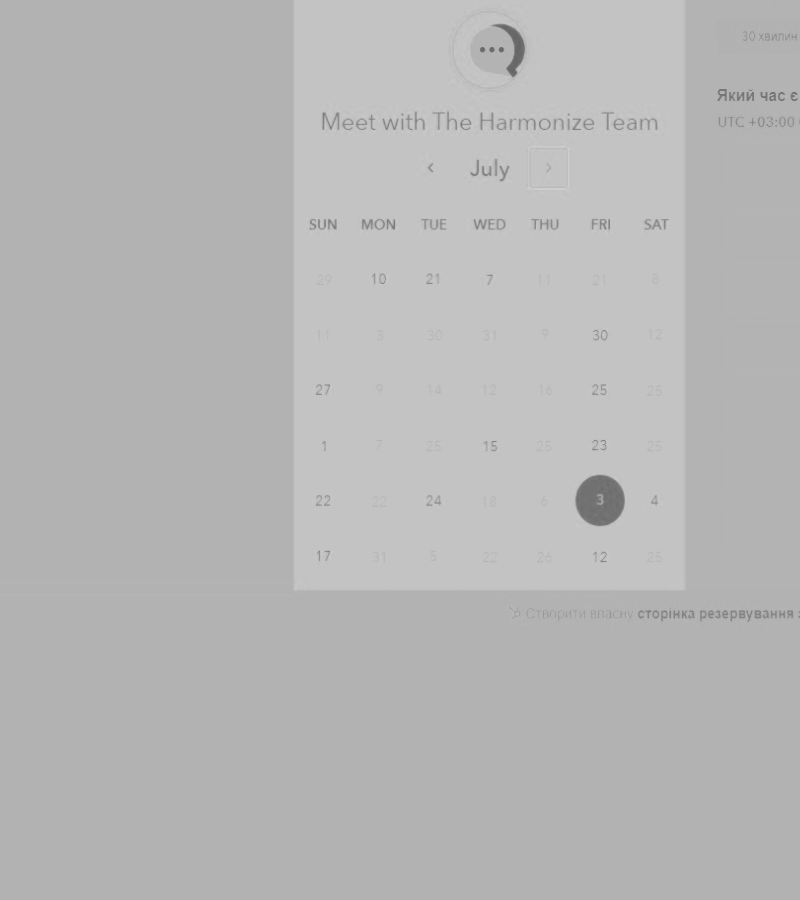 30 хвилин
Який час є
Meet with The Harmonize Team
UTC +03:00
July
SUN MON TUE WED THU FRI SAT
29 10 21 7 11 21 8
11 3 30 31 9 30 12
27 9 14 12 16 25 25
1 7 25 15 25 23 25
22 22 24 18 6 3 4
17 31 5 22 26 12 25
Створити власну сторінка резервування